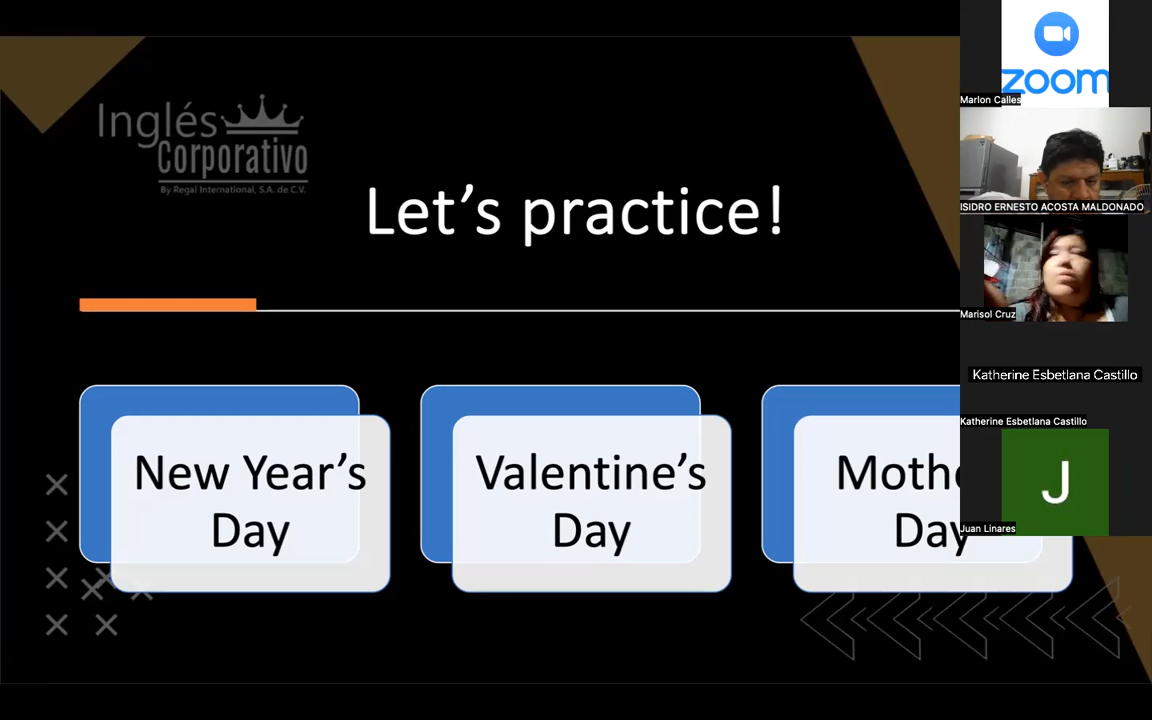 Inglés
Corporativo
By Regal International, S.A. de C.V.
Let's practice!
New Year's
Day
Valentine's
Day
Moth
Day
zoom
Marlon Calles
ISIDRO ERNESTO ACOSTA MALDONADO
Marisol Cruz
Katherine Esbetlana Castillo
Katherine Esbetlana Castillo
J
Juan Linares